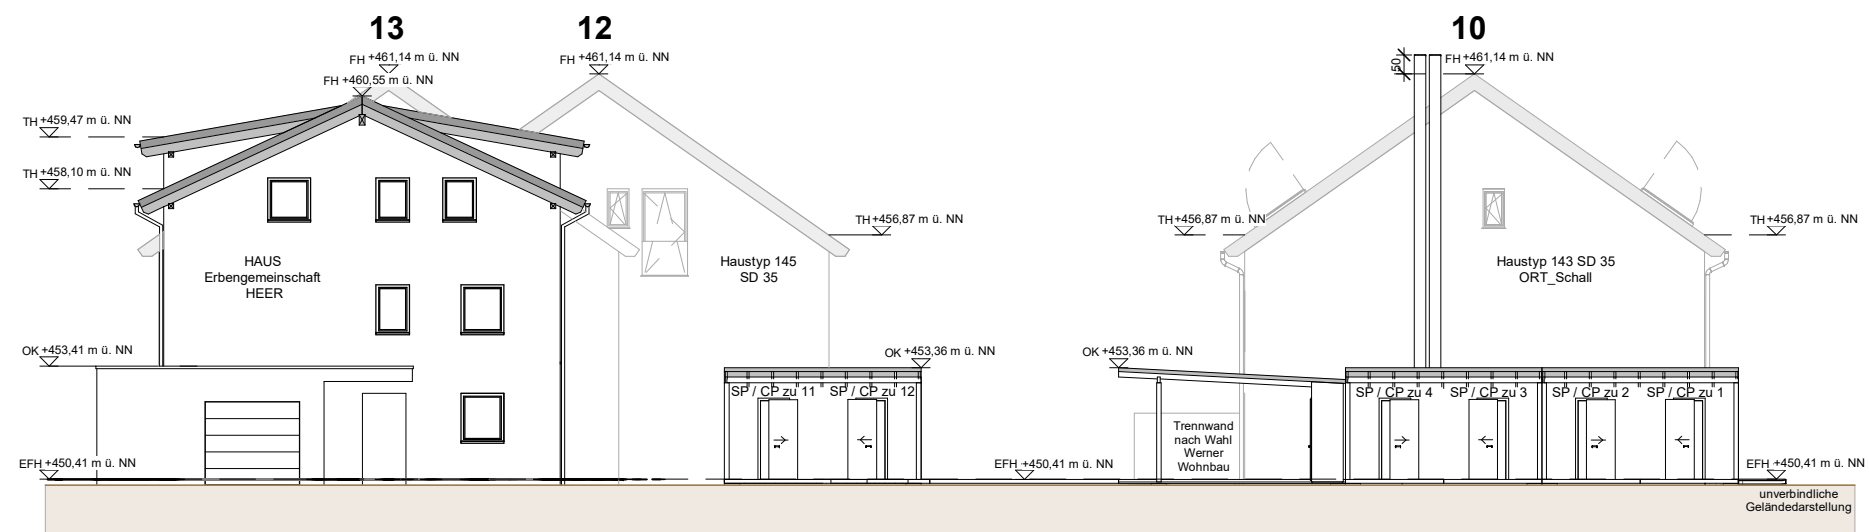 13
12
10
FH +461,14 m ü. NN
FH +460,55 m ü. NN
FH +461,14 m ü. NN
50
FH +461,14 m ü. NN
TH +459,47 m ü. NN
TH +458,10 m ü. NN
TH +456,87 m ü. NN
TH +456,87 m ü. NN
TH +456,87 m ü. NN
HAUS
Erbengemeinschaft
HEER
Haustyp 145
SD 35
Haustyp 143 SD 35
ORT_Schall
OK +453,41 m ü. NN
OK +453,36 m ü. NN
OK +453,36 m ü. NN
SP / CP zu 11
SP / CP zu 12
SP / CP zu 4
SP / CP zu 3
SP / CP zu 2
SP / CP zu 1
Trennwand
nach Wahl
Werner
Wohnbau
EFH +450,41 m ü. NN
EFH +450,41 m ü. NN
EFH +450,41 m ü. NN
unverbindliche
Geländedarstellung